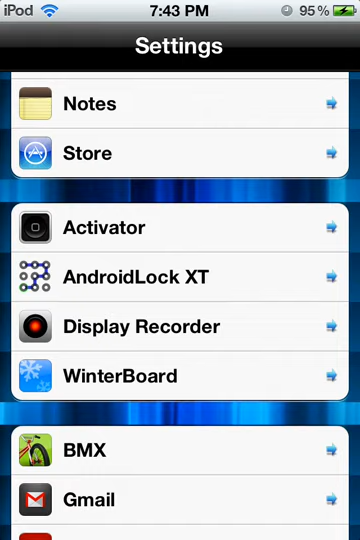 iPod 7:43 PM 95%
Settings
Notes
Store
Activator
AndroidLock XT
Display Recorder
WinterBoard
BMX
Gmail